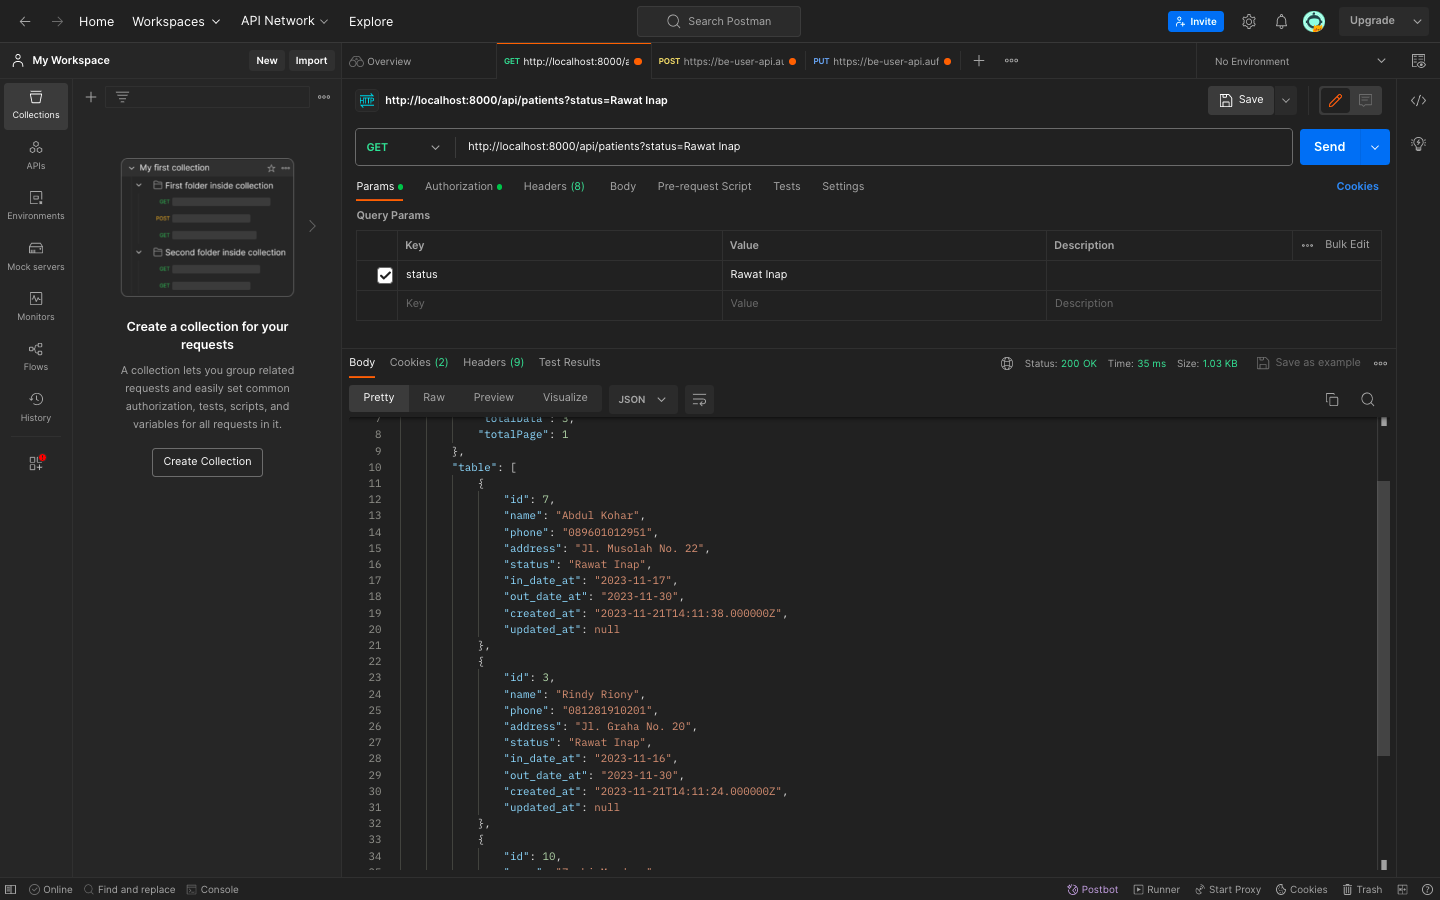 Home Workspaces API Network Explore Search Postman Invite Upgrade
My Workspace New Import Overview GET http://localhost:8000/a POST https://be-user-api.au PUT https://be-user-api.auf No Environment
Collections
APIs
Environments
Mock servers
Monitors
Flows
History
My first collection
First folder inside collection
GET
POST
GET
Second folder inside collection
GET
GET
Create a collection for your
requests
A collection lets you group related
requests and easily set common
authorization, tests, scripts, and
variables for all requests in it.
Create Collection
HTTP http://localhost:8000/api/patients?status=Rawat Inap Save
GET http://localhost:8000/api/patients?status=Rawat Inap Send
Params Authorization Headers (8) Body Pre-request Script Tests Settings Cookies
Query Params
Key Value Description Bulk Edit
status Rawat Inap
Key Value Description
Body Cookies (2) Headers (9) Test Results Status: 200 OK Time: 35 ms Size: 1.03 KB Save as example
Pretty Raw Preview Visualize JSON
7 "totalData": 3,
8 "totalPage": 1
9 },
10 "table": [
11 {
12 "id": 7,
13 "name": "Abdul Kohar",
14 "phone": "089601012951",
15 "address": "Jl. Musolah No. 22",
16 "status": "Rawat Inap",
17 "in_date_at": "2023-11-17",
18 "out_date_at": "2023-11-30",
19 "created_at": "2023-11-21T14:11:38.000000Z",
20 "updated_at": null
21 },
22 {
23 "id": 3,
24 "name": "Rindy Riony",
25 "phone": "081281910201",
26 "address": "Jl. Graha No. 20",
27 "status": "Rawat Inap",
28 "in_date_at": "2023-11-16",
29 "out_date_at": "2023-11-30",
30 "created_at": "2023-11-21T14:11:24.000000Z",
31 "updated_at": null
32 },
33 {
34 "id": 10,
Online Find and replace Console Postbot Runner Start Proxy Cookies Trash